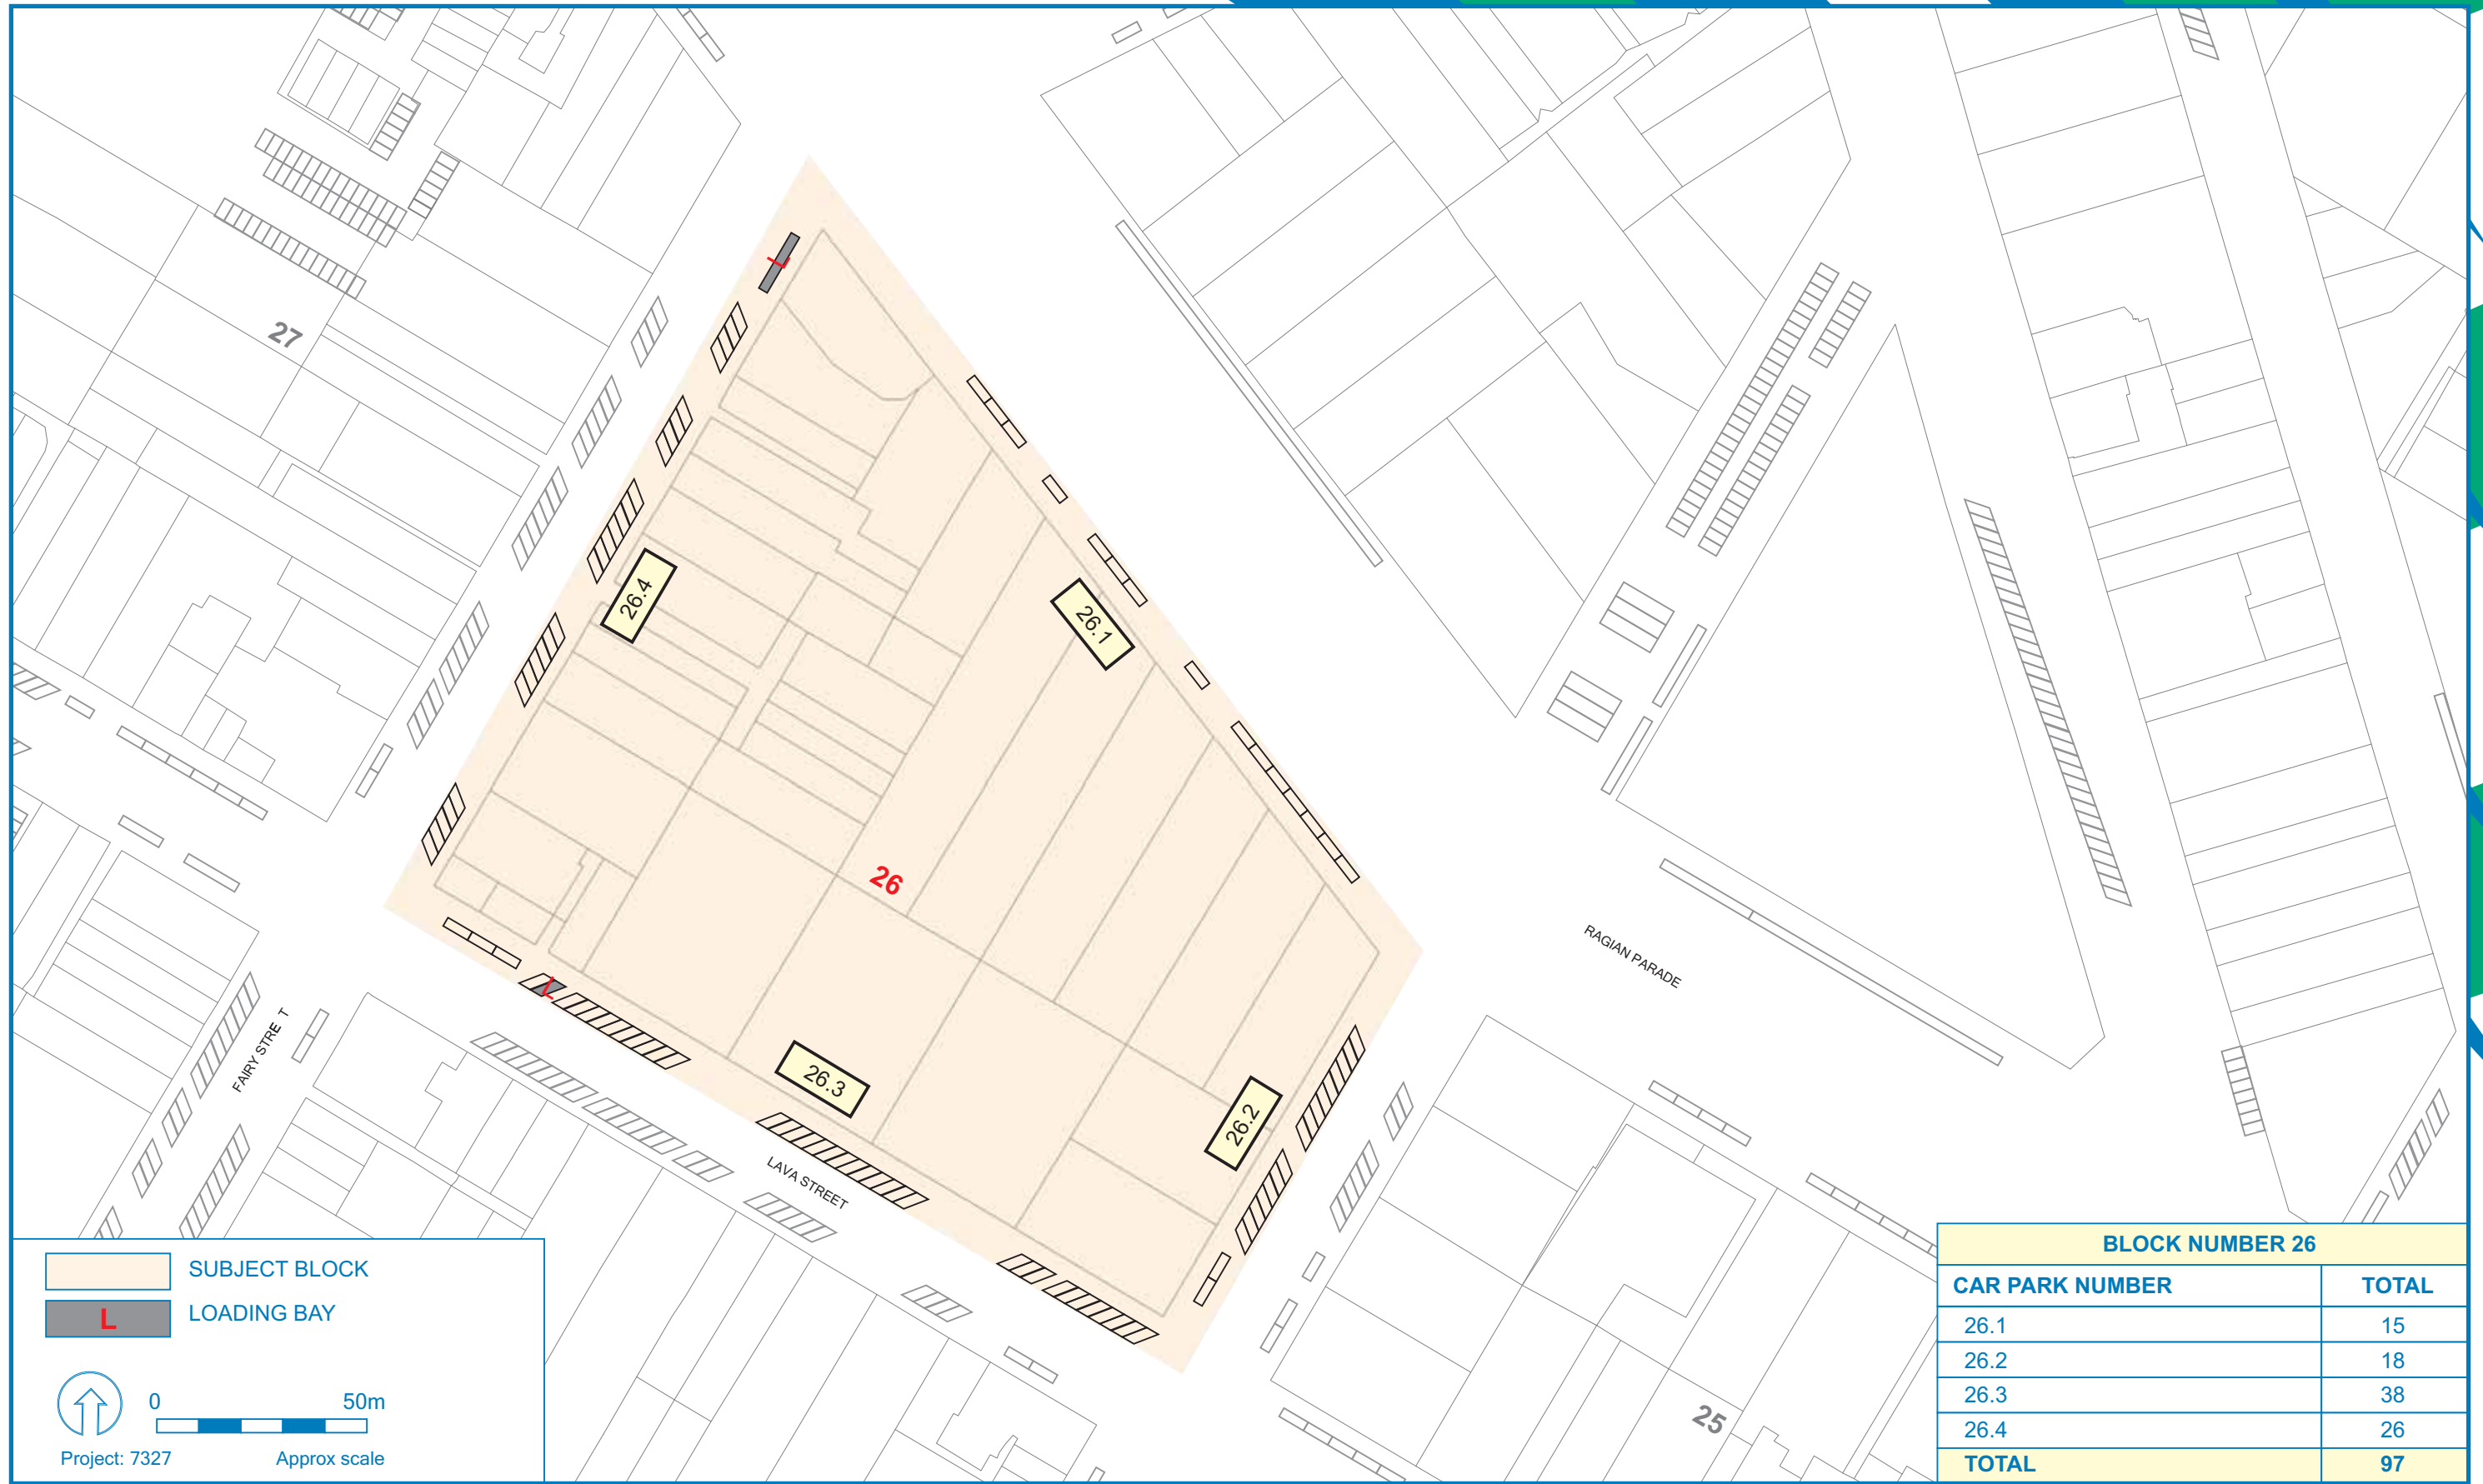 27
L
26.4
26.1
26
RAGIAN PARADE
L
FAIRY STRE T
26.3
26.2
LAVA STREET
25
SUBJECT BLOCK
L LOADING BAY
0 50m
Project: 7327 Approx scale
BLOCK NUMBER 26
CAR PARK NUMBER TOTAL
26.1 15
26.2 18
26.3 38
26.4 26
TOTAL 97